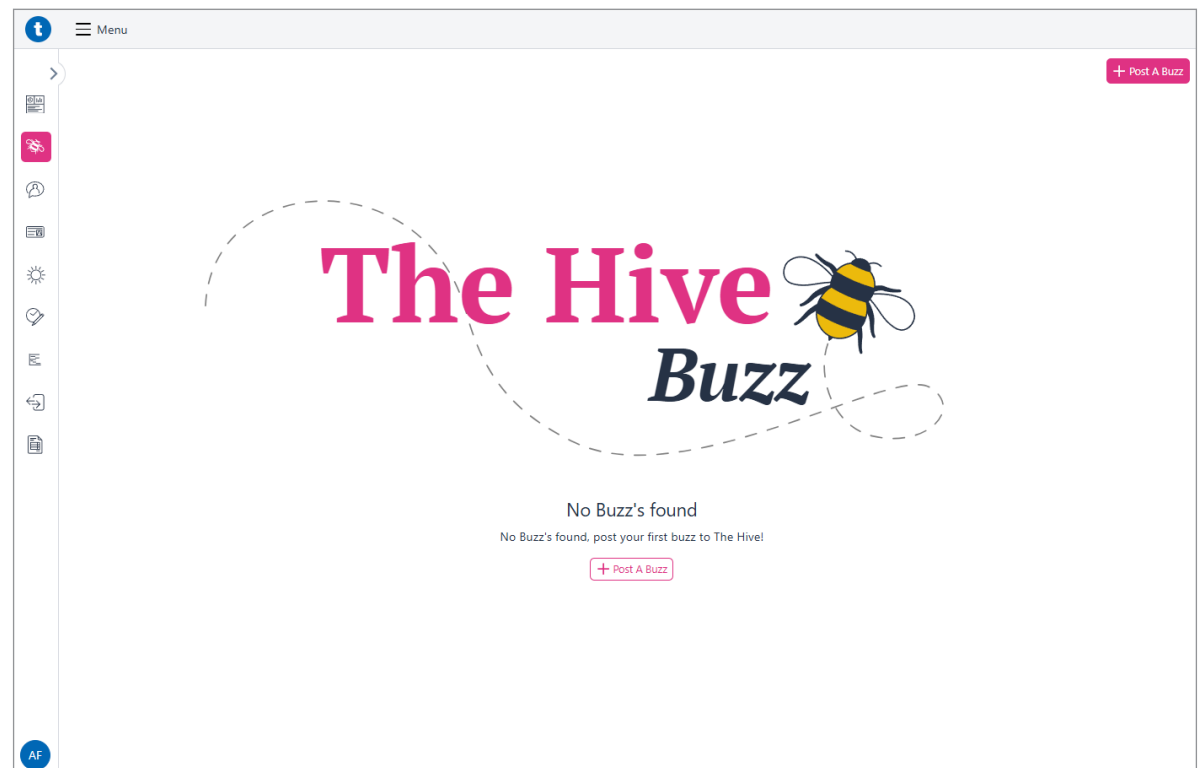 t
Menu
Post A Buzz
The Hive
Buzz
No Buzz's found
No Buzz's found, post your first buzz to The Hive!
Post A Buzz
AF